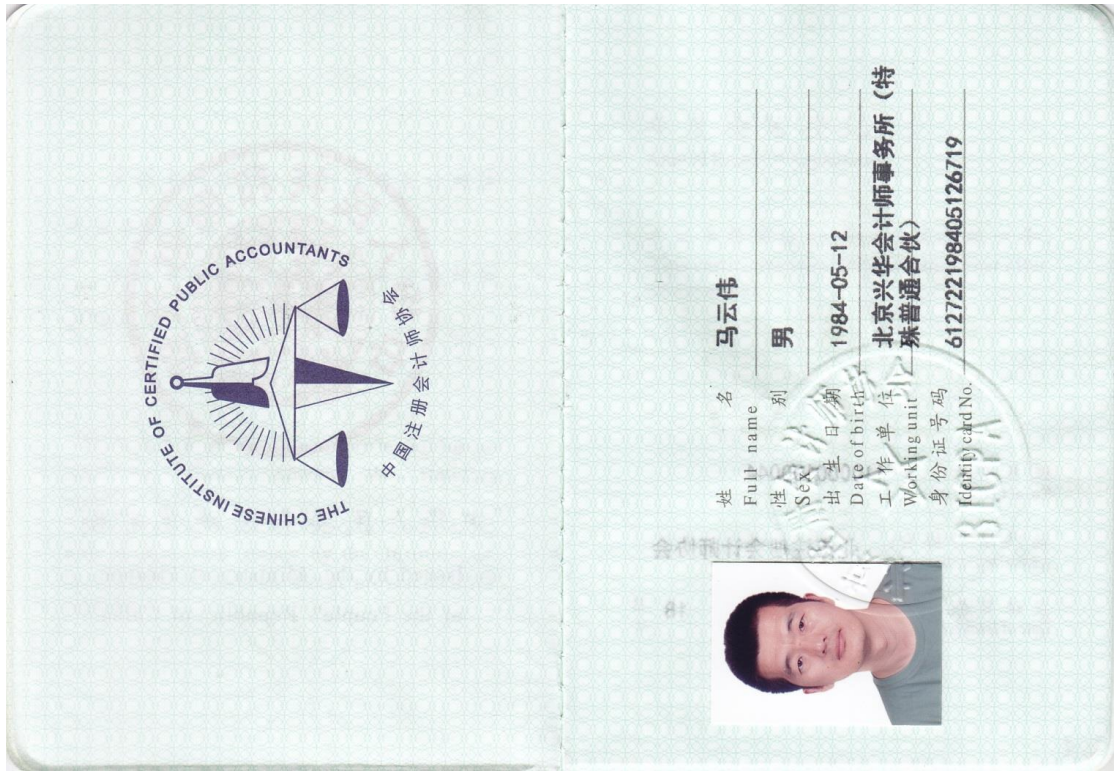 THE CHINESE INSTITUTE OF CERTIFIED PUBLIC ACCOUNTANTS
中国注册会计师协会
姓 名 马云伟
Full name
性 别 男
Sex
出 生 日 期 1984-05-12
Date of birth
工 作 单 位 北京兴华会计师事务所（特
Working unit 殊普通合伙）
身份证号码 612722198405126719
Identity card No.
BICPA